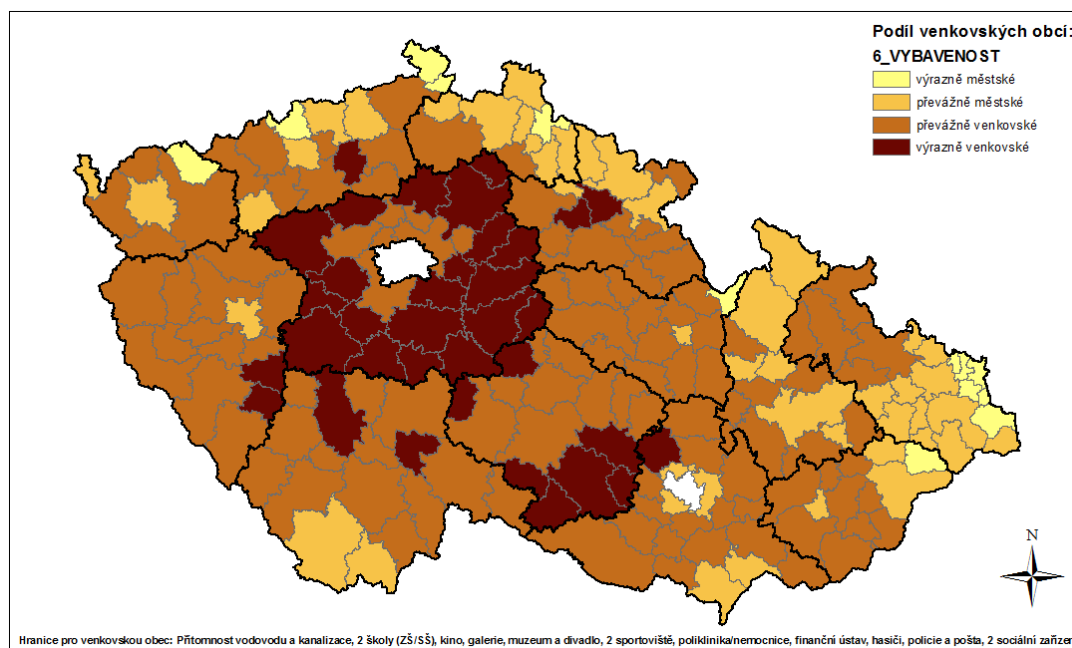 Podíl venkovských obcí:
6_VYBAVENOST
výrazně městské
převážně městské
převážně venkovské
výrazně venkovské
N
Hranice pro venkovskou obec: Přítomnost vodovodu a kanalizace, 2 školy (ZŠ/SŠ), kino, galerie, muzeum a divadlo, 2 sportoviště, poliklinika/nemocnice, finanční ústav, hasiči, policie a pošta, 2 sociální zařízen